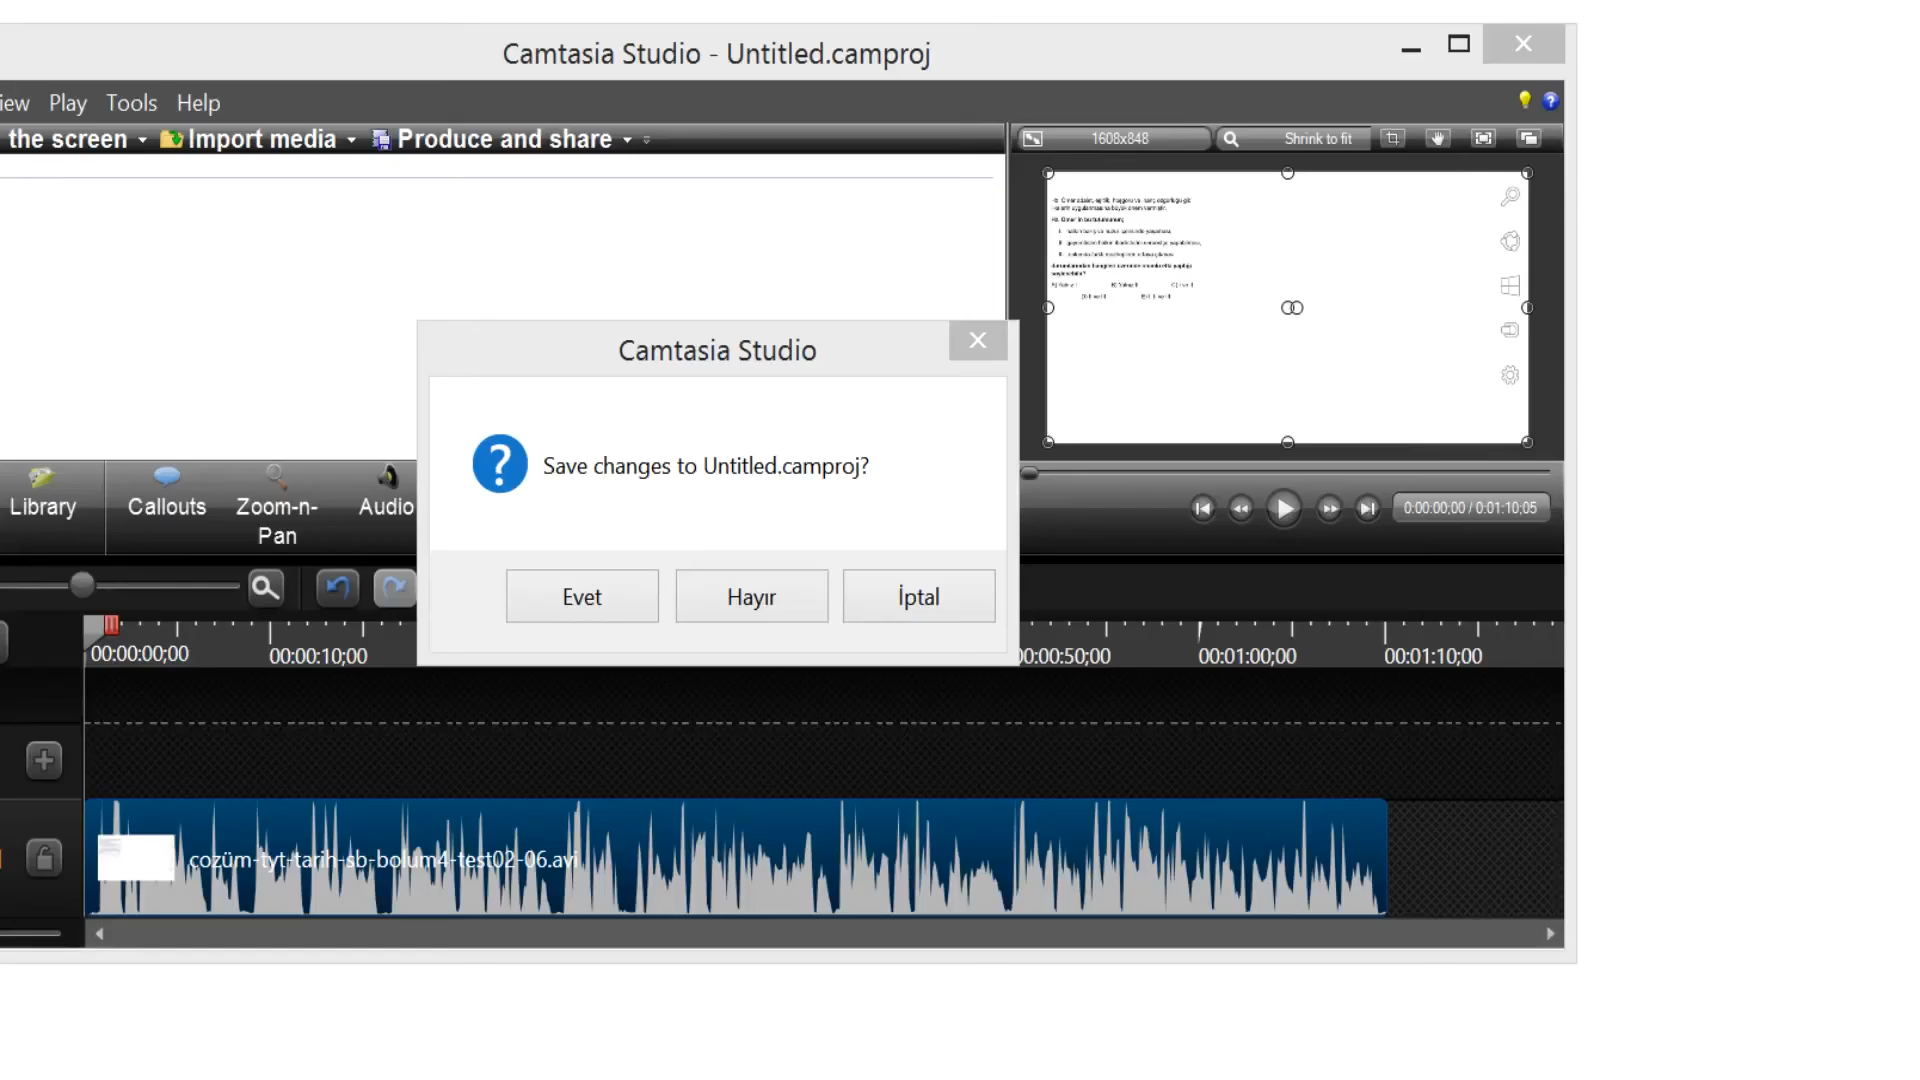 Camtasia Studio - Untitled.camproj
Play Tools Help
the screen Import media Produce and share
1608x848 Shrink to fit
Camtasia Studio
Save changes to Untitled.camproj?
Evet Hayır İptal
Library Callouts Zoom-n-Pan Audio
0:00:00;00 / 0:01:10;05
00:00:00;00 00:00:10;00 00:00:50;00 00:01:00;00 00:01:10;00
çozüm-tyt-tarih-sb-bolum4-test02-06.avi